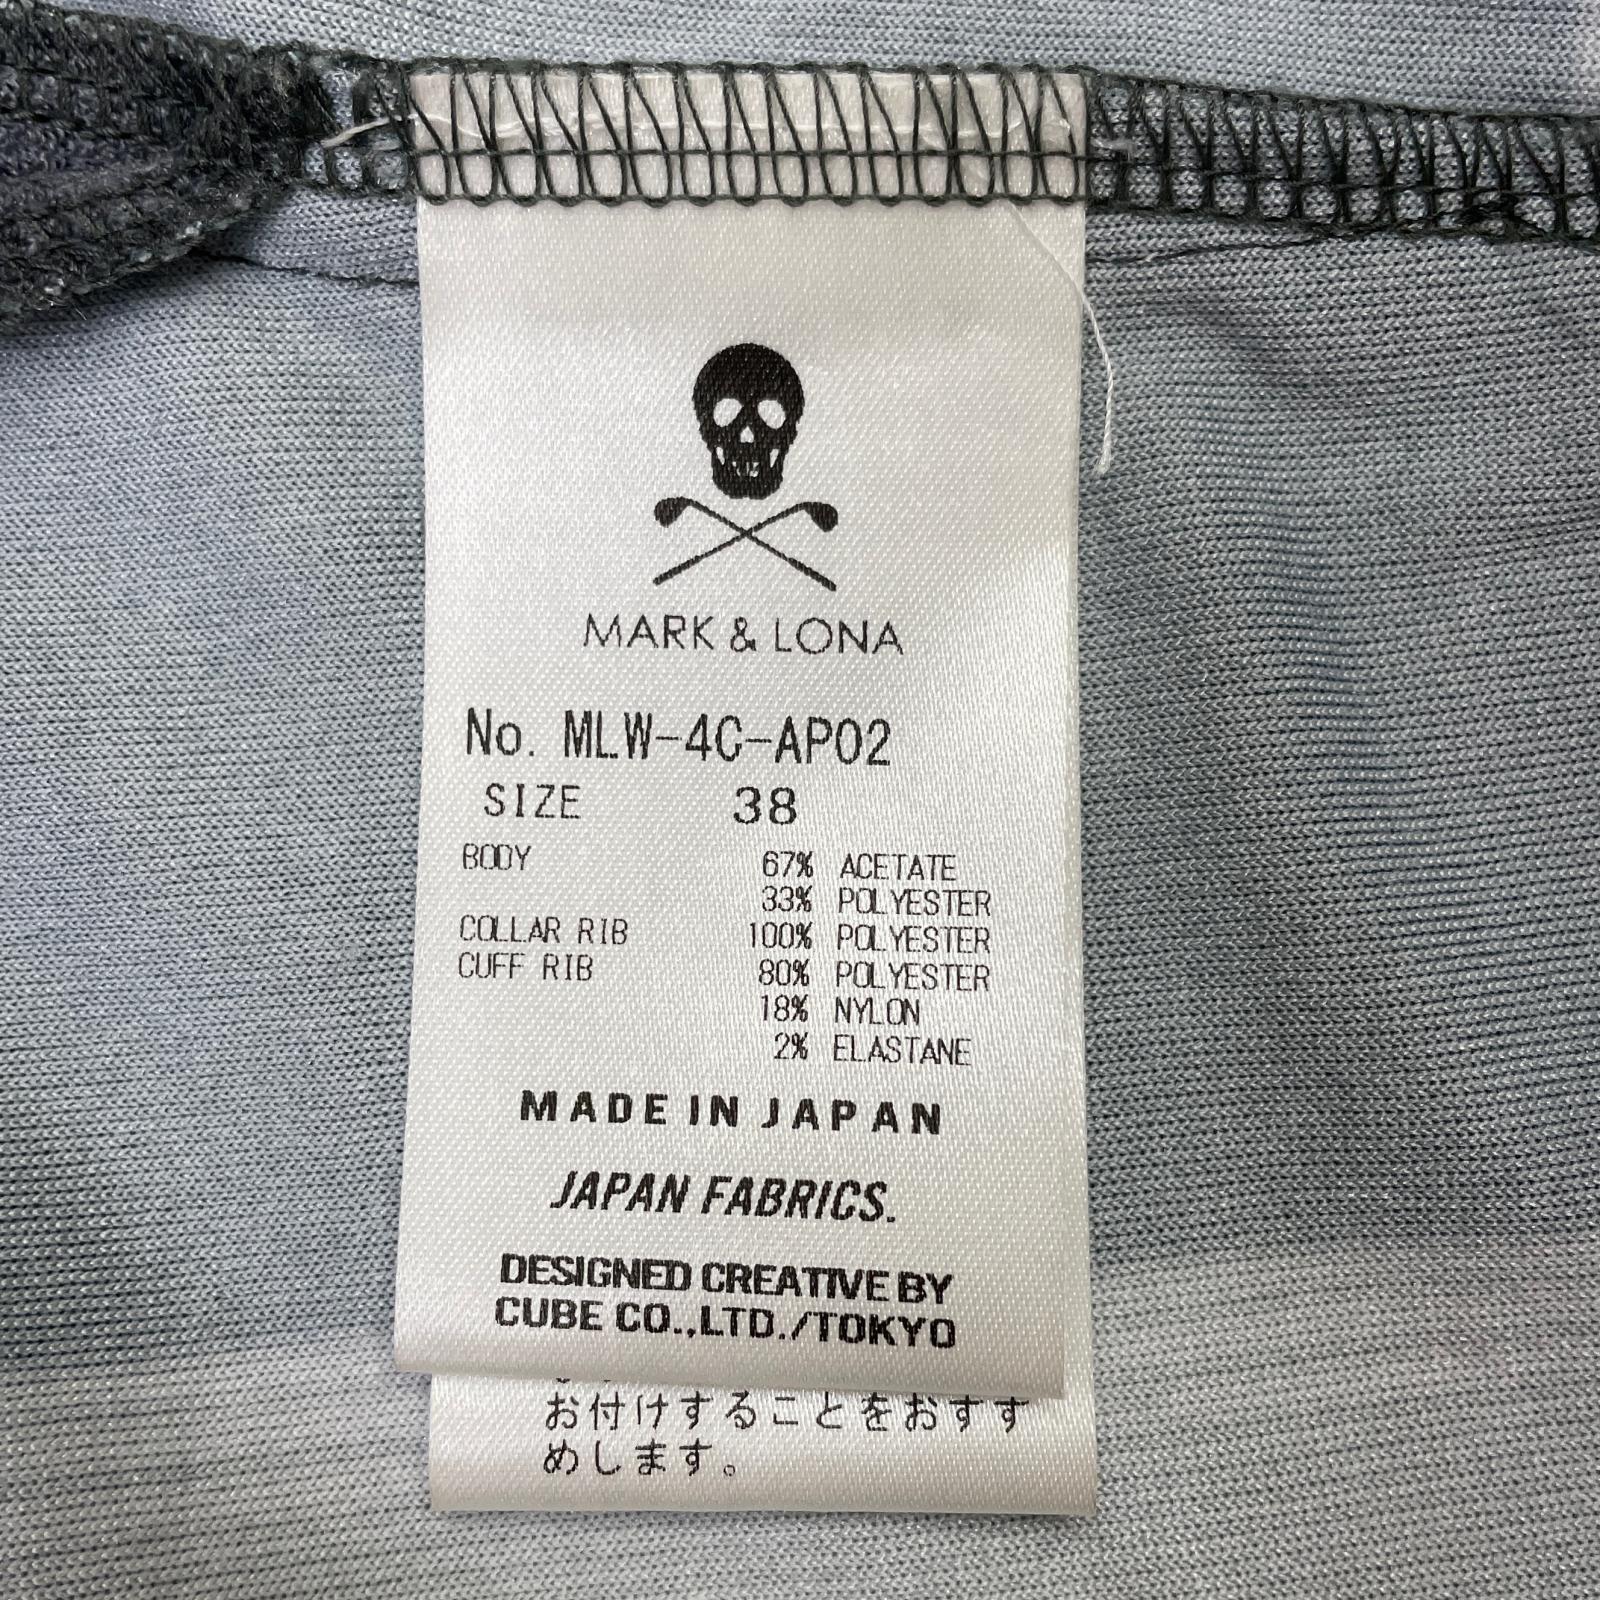 MARK & LONA
No. MLW-4C-AP02
SIZE 38
BODY 67% ACETATE
33% POLYESTER
COLLAR RIB 100% POLYESTER
CUFF RIB 80% POLYESTER
18% NYLON
2% ELASTANE
MADE IN JAPAN
JAPAN FABRICS.
DESIGNED CREATIVE BY
CUBE CO.,LTD./TOKYO
お付けすることをおすす
めします。